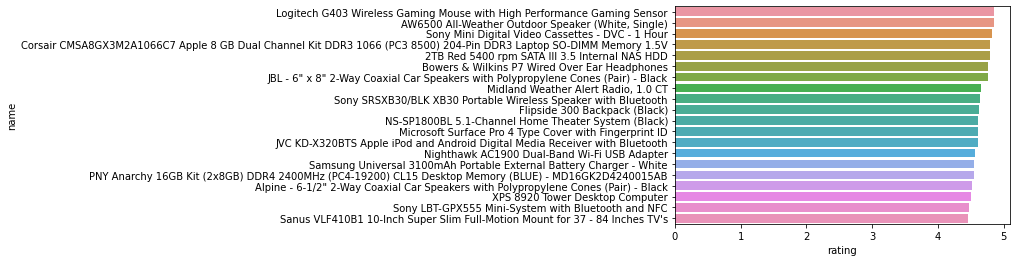 Logitech G403 Wireless Gaming Mouse with High Performance Gaming Sensor
AW6500 All-Weather Outdoor Speaker (White, Single)
Sony Mini Digital Video Cassettes - DVC - 1 Hour
Corsair CMSA8GX3M2A1066C7 Apple 8 GB Dual Channel Kit DDR3 1066 (PC3 8500) 204-Pin DDR3 Laptop SO-DIMM Memory 1.5V
2TB Red 5400 rpm SATA III 3.5 Internal NAS HDD
Bowers & Wilkins P7 Wired Over Ear Headphones
JBL - 6" x 8" 2-Way Coaxial Car Speakers with Polypropylene Cones (Pair) - Black
Midland Weather Alert Radio, 1.0 CT
Sony SRSXB30/BLK XB30 Portable Wireless Speaker with Bluetooth
Flipside 300 Backpack (Black)
NS-SP1800BL 5.1-Channel Home Theater System (Black)
Microsoft Surface Pro 4 Type Cover with Fingerprint ID
JVC KD-X320BTS Apple iPod and Android Digital Media Receiver with Bluetooth
Nighthawk AC1900 Dual-Band Wi-Fi USB Adapter
Samsung Universal 3100mAh Portable External Battery Charger - White
PNY Anarchy 16GB Kit (2x8GB) DDR4 2400MHz (PC4-19200) CL15 Desktop Memory (BLUE) - MD16GK2D4240015AB
Alpine - 6-1/2" 2-Way Coaxial Car Speakers with Polypropylene Cones (Pair) - Black
XPS 8920 Tower Desktop Computer
Sony LBT-GPX555 Mini-System with Bluetooth and NFC
Sanus VLF410B1 10-Inch Super Slim Full-Motion Mount for 37 - 84 Inches TV's
name
0 1 2 3 4 5
rating